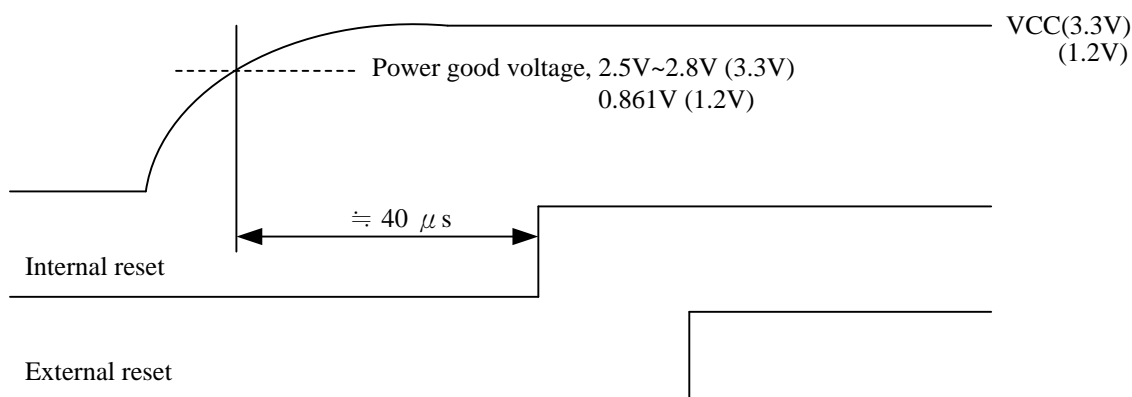 VCC(3.3V)
(1.2V)
Power good voltage, 2.5V~2.8V (3.3V)
0.861V (1.2V)
≒ 40 μs
Internal reset
External reset